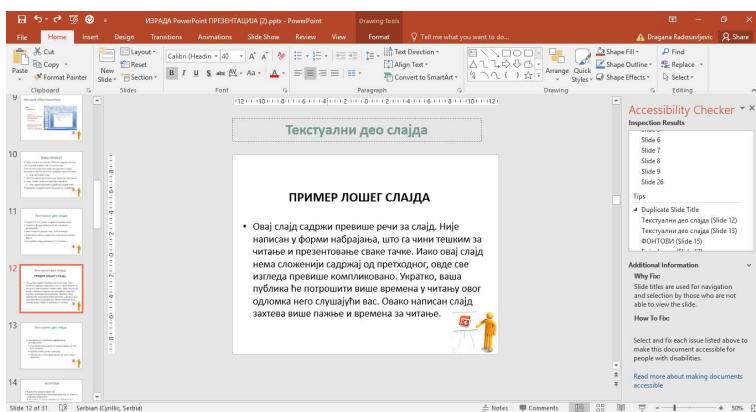 ИЗРАДА PowerPoint ПРЕЗЕНТАЦИЈА (2).pptx - PowerPoint
Drawing Tools
File Home Insert Design Transitions Animations Slide Show Review View Format Tell me what you want to do...
Dragana Radosavljevic Share
Paste
Cut
Copy
Format Painter
Clipboard
New Slide
Layout
Reset
Section
Slides
Calibri (Headin 40
B I U S abc AV Aa A
Font
Text Direction
Align Text
Convert to SmartArt
Paragraph
Arrange
Quick Styles
Shape Fill
Shape Outline
Shape Effects
Drawing
Find
Replace
Select
Editing
9
10
11
12
13
14
Текстуални део слајда
ПРИМЕР ЛОШЕГ СЛАЈДА
• Овај слајд садржи превише речи за слајд. Није
написан у форми набрајања, што га чини тешким за
читање и презентовање сваке тачке. Иако овај слајд
нема сложенији садржај од претходног, овде све
изгледа превише компликовано. Укратко, ваша
публика ће потрошити више времена у читању овог
одломка него слушајући вас. Овако написан слајд
захтева више пажње и времена за читање.
Accessibility Checker
Inspection Results
Slide 6
Slide 7
Slide 8
Slide 9
Slide 26
Tips
Duplicate Slide Title
Текстуални део слајда (Slide 12)
Текстуални део слајда (Slide 13)
ФОНТОВИ (Slide 15)
Additional Information
Why Fix:
Slide titles are used for navigation
and selection by those who are not
able to view the slide.
How To Fix:
Select and fix each issue listed above to
make this document accessible for
people with disabilities.
Read more about making documents
accessible
Slide 12 of 31 Serbian (Cyrillic, Serbia) Notes Comments 50%